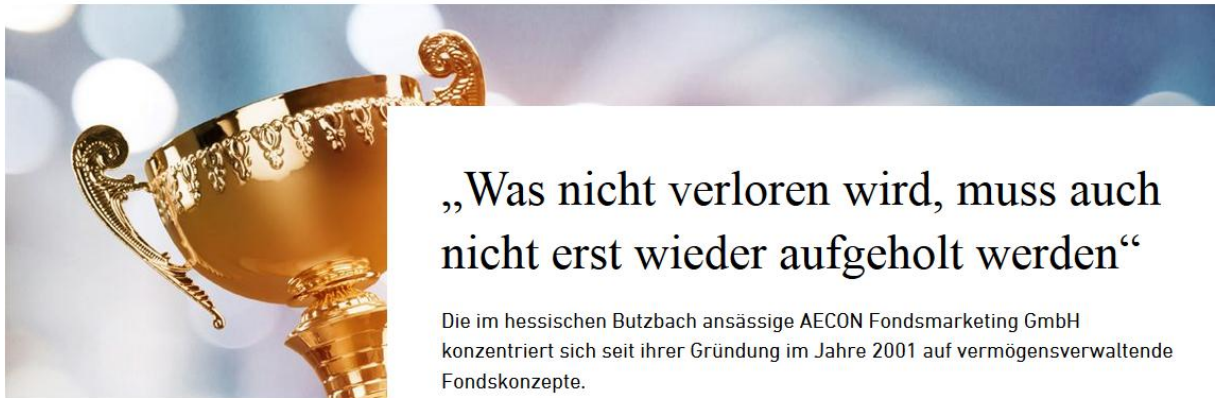 „Was nicht verloren wird, muss auch
nicht erst wieder aufgeholt werden“
Die im hessischen Butzbach ansässige AECON Fondsmarketing GmbH
konzentriert sich seit ihrer Gründung im Jahre 2001 auf vermögensverwaltende
Fondskonzepte.